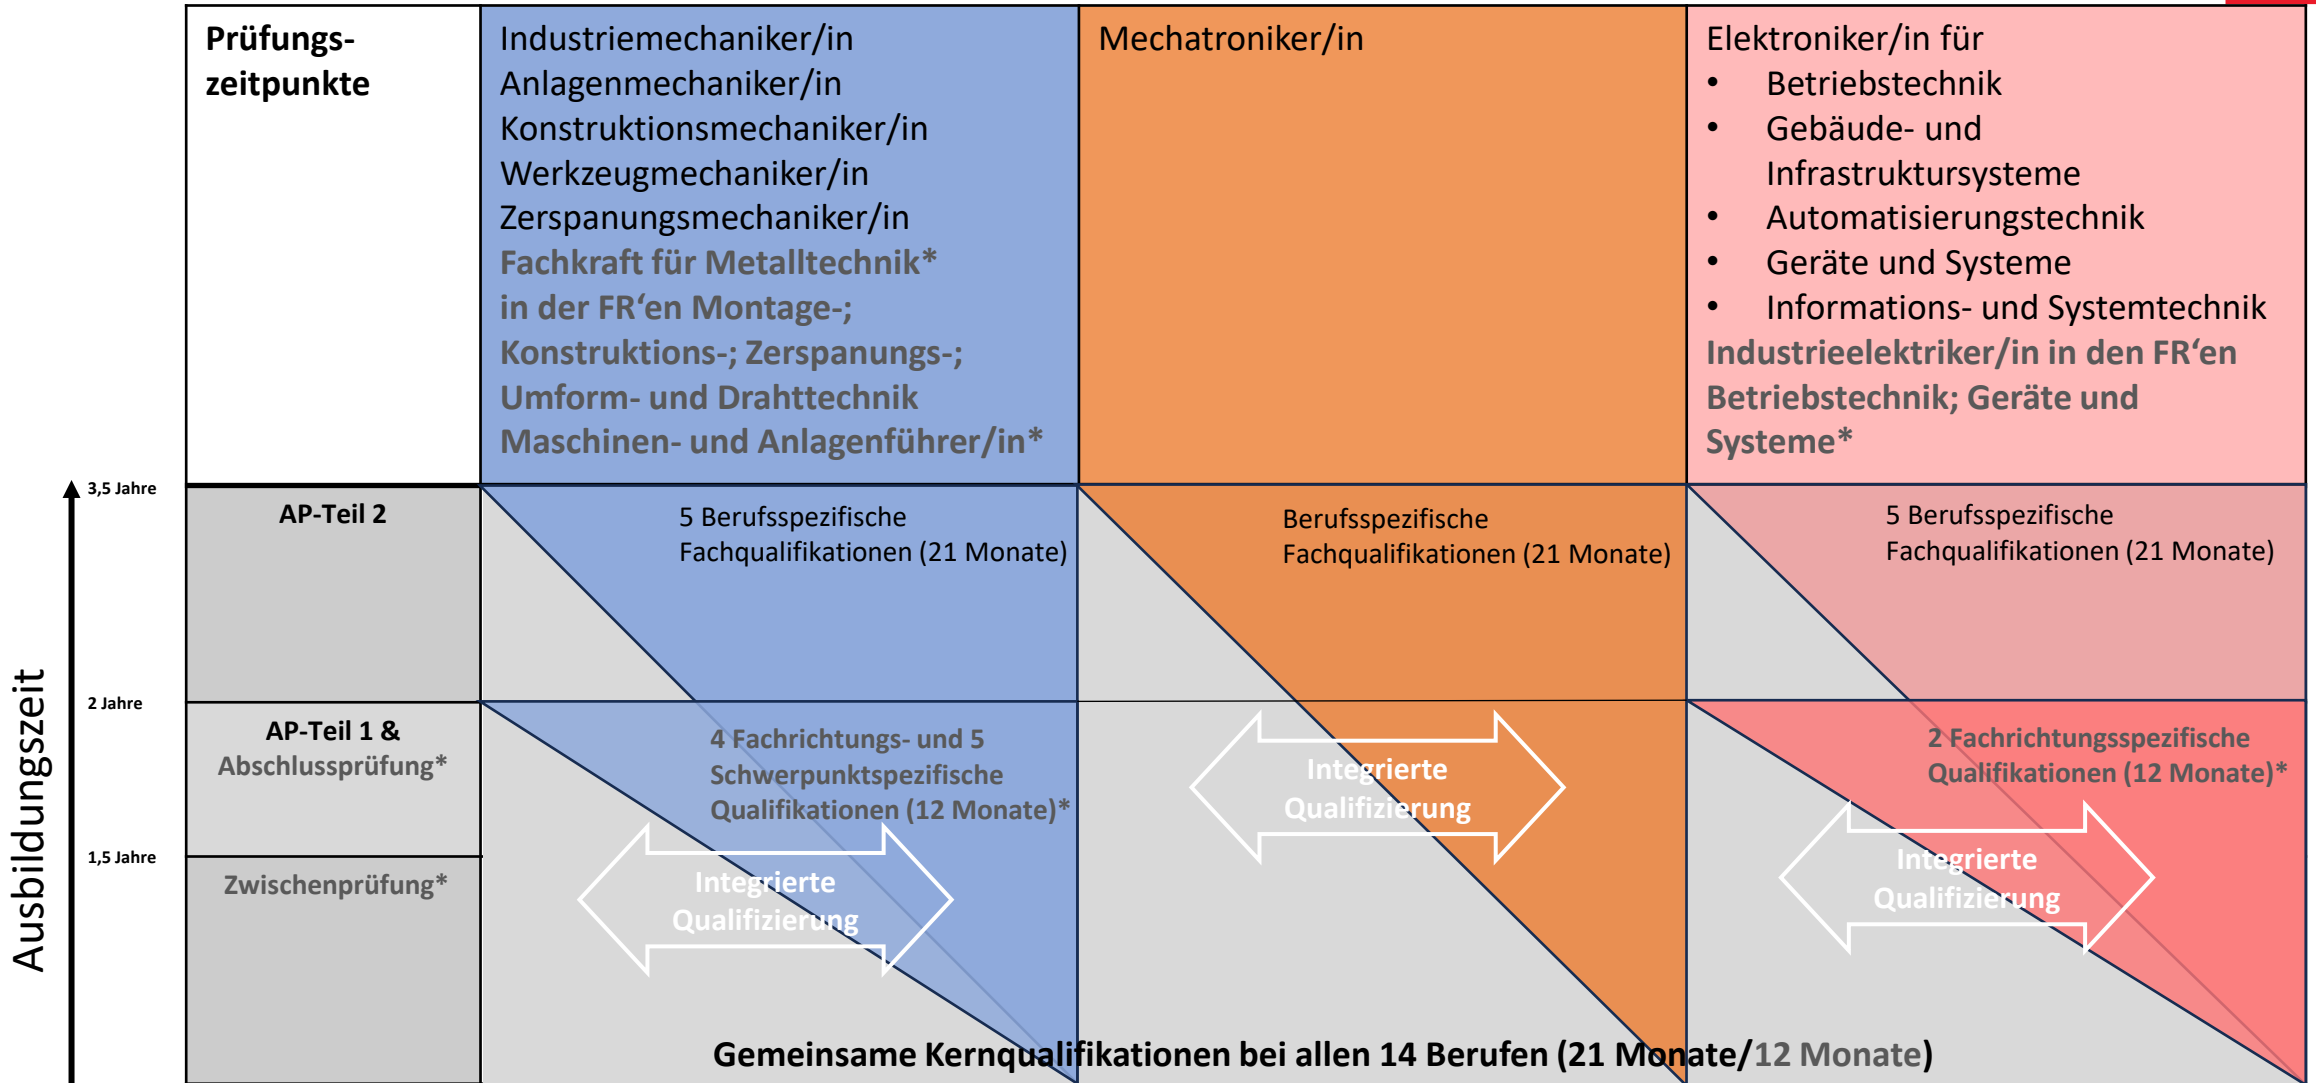 Prüfungs-
zeitpunkte
Industriemechaniker/in
Anlagenmechaniker/in
Konstruktionsmechaniker/in
Werkzeugmechaniker/in
Zerspanungsmechaniker/in
Fachkraft für Metalltechnik*
in der FR‘en Montage-;
Konstruktions-; Zerspanungs-;
Umform- und Drahttechnik
Maschinen- und Anlagenführer/in*
Mechatroniker/in
Elektroniker/in für
• Betriebstechnik
• Gebäude- und
Infrastruktursysteme
• Automatisierungstechnik
• Geräte und Systeme
• Informations- und Systemtechnik
Industrieelektriker/in in den FR‘en
Betriebstechnik; Geräte und
Systeme*
Ausbildungszeit
3,5 Jahre
AP-Teil 2
5 Berufsspezifische
Fachqualifikationen (21 Monate)
Berufsspezifische
Fachqualifikationen (21 Monate)
5 Berufsspezifische
Fachqualifikationen (21 Monate)
2 Jahre
AP-Teil 1 &
Abschlussprüfung*
4 Fachrichtungs- und 5
Schwerpunktspezifische
Qualifikationen (12 Monate)*
Integrierte
Qualifizierung
Integrierte
Qualifizierung
2 Fachrichtungsspezifische
Qualifikationen (12 Monate)*
Integrierte
Qualifizierung
1,5 Jahre
Zwischenprüfung*
Gemeinsame Kernqualifikationen bei allen 14 Berufen (21 Monate/12 Monate)